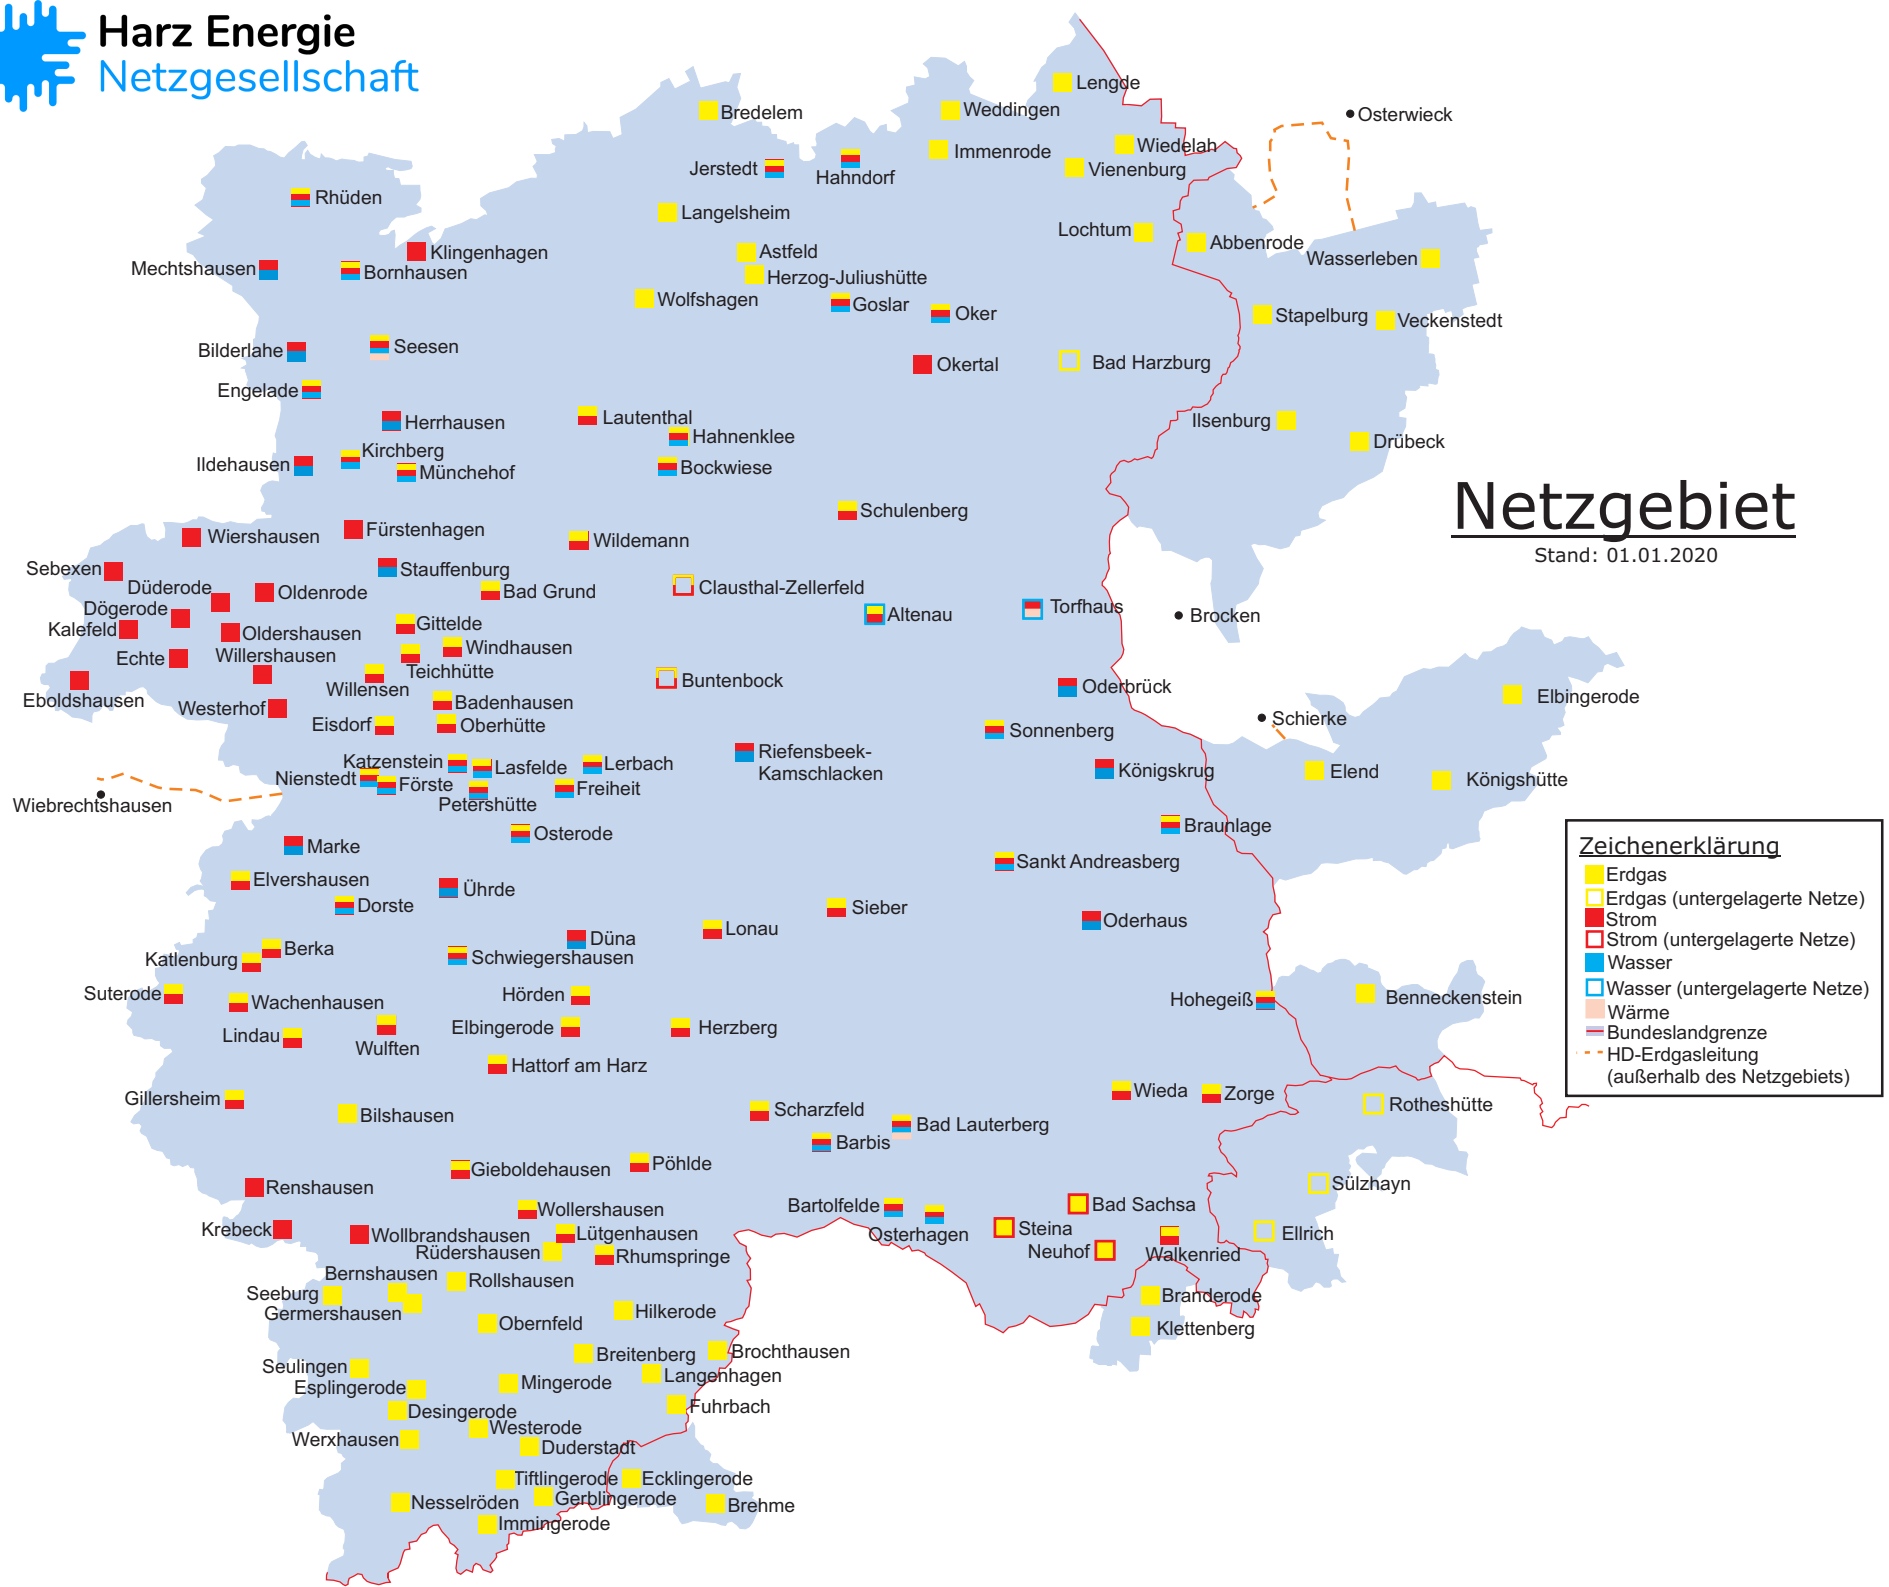 Harz Energie
Netzgesellschaft
Lengde
Bredelem
Weddingen
Osterwieck
Wiedelah
Immenrode
Jerstedt
Hahndorf
Vienenburg
Rhüden
Langelsheim
Lochtum
Abbenrode
Klingenhagen
Astfeld
Wasserleben
Mechtshausen
Bornhausen
Herzog-Juliushütte
Wolfshagen
Goslar
Oker
Stapelburg
Veckenstedt
Bilderlahe
Seesen
Okertal
Bad Harzburg
Engelade
Herrhausen
Lautenthal
Ilsenburg
Hahnenklee
Drübeck
Kirchberg
Ildehausen
Münchehof
Bockwiese
Netzgebiet
Stand: 01.01.2020
Schulenberg
Wiershausen
Fürstenhagen
Wildemann
Sebexen
Stauffenburg
Düderode
Oldenrode
Bad Grund
Clausthal-Zellerfeld
Dögerode
Altenau
Torfhaus
Brocken
Kalefeld
Oldershausen
Gittelde
Echte
Willershausen
Windhausen
Teichhütte
Willensen
Buntenbock
Oderbrück
Eboldshausen
Westerhof
Badenhausen
Elbingerode
Eisdorf
Oberhütte
Sonnenberg
Schierke
Katzenstein
Lasfelde
Lerbach
Riefensbeek-
Kamschlacken
Königskrug
Elend
Königshütte
Nienstedt
Förste
Freiheit
Wiebrechtshausen
Petershütte
Osterode
Braunlage
Marke
Sankt Andreasberg
Elvershausen
Ührde
Dorste
Sieber
Oderhaus
Lonau
Düna
Berka
Katlenburg
Schwiegershausen
Suterode
Wachenhausen
Hörden
Hohegeiß
Benneckenstein
Lindau
Wulften
Elbingerode
Herzberg
Hattorf am Harz
Zeichenerklärung
Erdgas
Erdgas (untergelagerte Netze)
Strom
Strom (untergelagerte Netze)
Wasser
Wasser (untergelagerte Netze)
Wärme
Bundeslandgrenze
HD-Erdgasleitung
(außerhalb des Netzgebiets)
Gillersheim
Bilshausen
Scharzfeld
Wieda
Zorge
Rotheshütte
Bad Lauterberg
Barbis
Gieboldehausen
Pöhlde
Renshausen
Sülzhayn
Wollershausen
Bartolfelde
Bad Sachsa
Krebeck
Wollbrandshausen
Lütgenhausen
Osterhagen
Steina
Ellrich
Rüdershausen
Rhumspringe
Neuhof
Walkenried
Bernshausen
Rollshausen
Seeburg
Germershausen
Branderode
Hilkerode
Obernfeld
Klettenberg
Breitenberg
Brochthausen
Seulingen
Langenhagen
Esplingerode
Mingerode
Desingerode
Fuhrbach
Westerode
Werxhausen
Duderstadt
Tiftlingerode
Ecklingerode
Nesselröden
Gerblingerode
Brehme
Immingerode